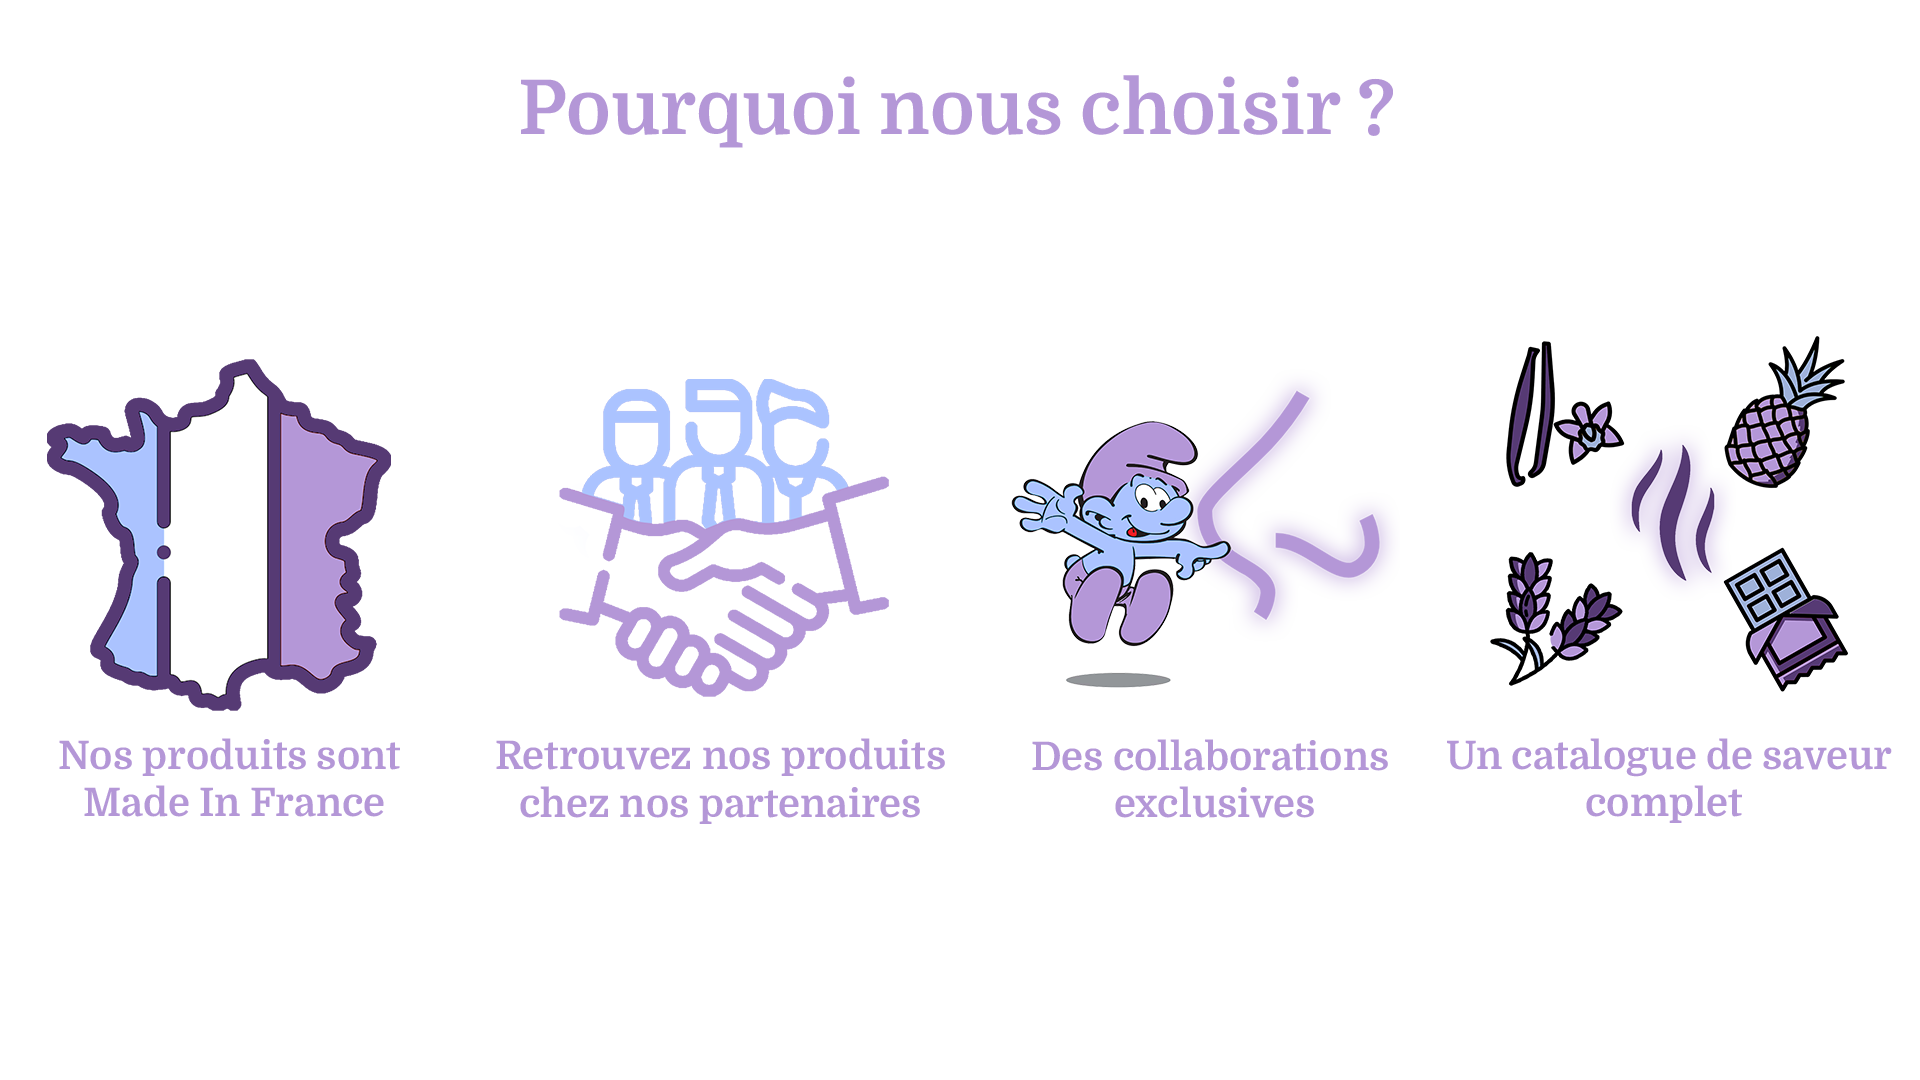 Pourquoi nous choisir ?
Nos produits sont
Made In France
Retrouvez nos produits
chez nos partenaires
Des collaborations
exclusives
Un catalogue de saveur
complet